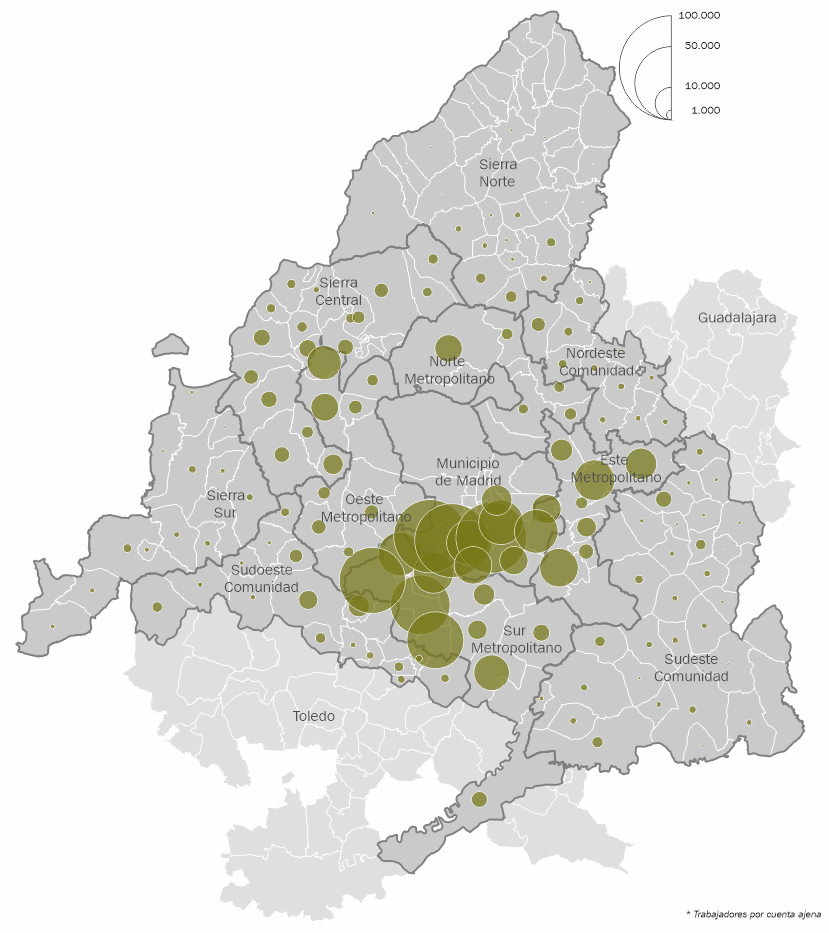 100.000
50.000
10.000
1.000
Sierra
Norte
Sierra
Central
Guadalajara
Norte
Metropolitano
Nordeste
Comunidad
Municipio
de Madrid
Este
Metropolitano
Sierra
Sur
Oeste
Metropolitano
Sudoeste
Comunidad
Sur
Metropolitano
Sudeste
Comunidad
Toledo
* Trabajadores por cuenta ajena